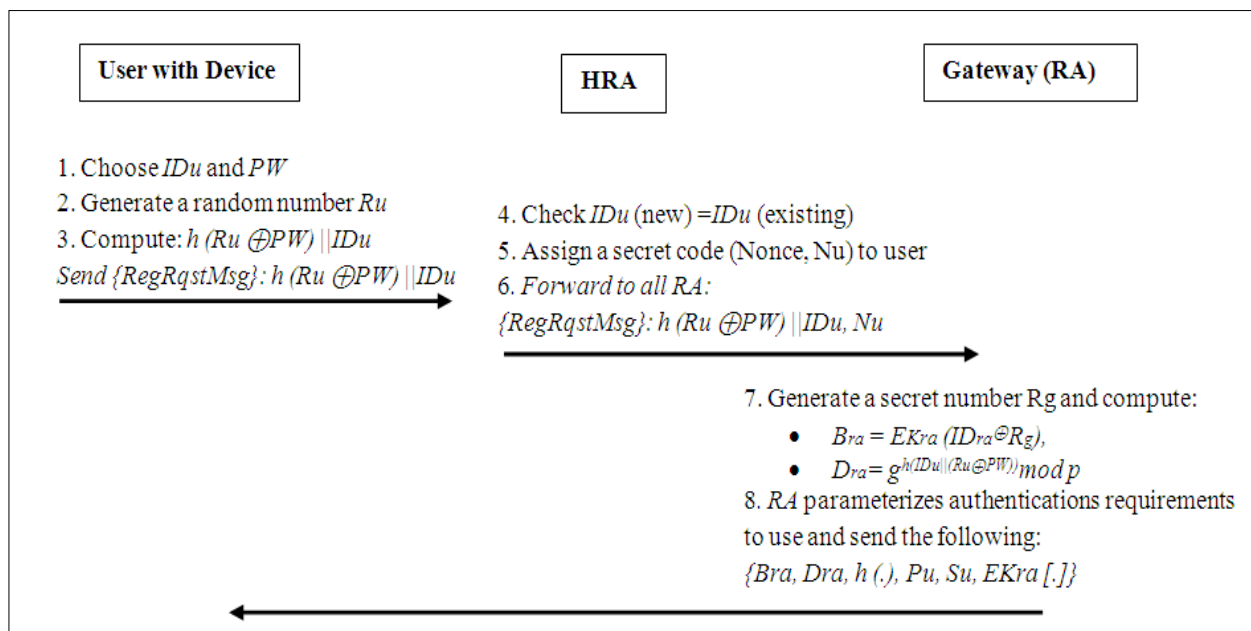 User with Device
HRA
Gateway (RA)
1. Choose IDu and PW
2. Generate a random number Ru
3. Compute: h (Ru ⊕PW) ||IDu
Send {RegRqstMsg}: h (Ru ⊕PW) ||IDu
4. Check IDu (new) =IDu (existing)
5. Assign a secret code (Nonce, Nu) to user
6. Forward to all RA:
{RegRqstMsg}: h (Ru ⊕PW) ||IDu, Nu
7. Generate a secret number Rg and compute:
• Bra = EKra (IDra⊕Rg),
• Dra= g^h(IDu||(Ru⊕PW)) mod p
8. RA parameterizes authentications requirements
to use and send the following:
{Bra, Dra, h (.), Pu, Su, EKra [.]}